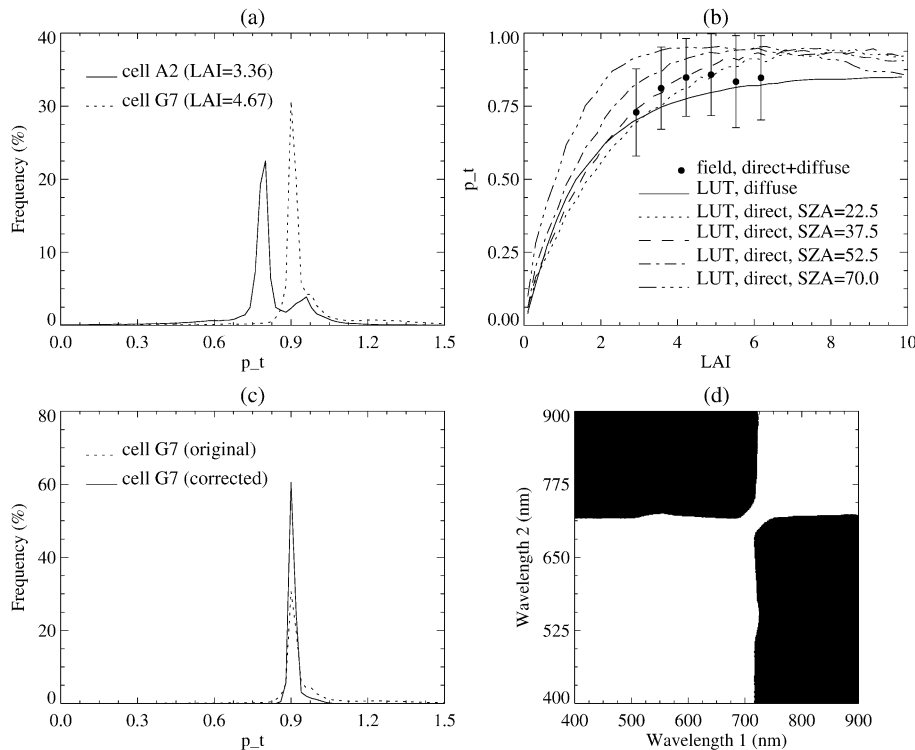 (a)
40
30
20
10
0
Frequency (%)
cell A2 (LAI=3.36)
cell G7 (LAI=4.67)
0.0 0.3 0.6 0.9 1.2 1.5
p_t
(b)
1.00
0.75
0.50
0.25
0.00
p_t
field, direct+diffuse
LUT, diffuse
LUT, direct, SZA=22.5
LUT, direct, SZA=37.5
LUT, direct, SZA=52.5
LUT, direct, SZA=70.0
0 2 4 6 8 10
LAI
(c)
80
60
40
20
0
Frequency (%)
cell G7 (original)
cell G7 (corrected)
0.0 0.3 0.6 0.9 1.2 1.5
p_t
(d)
900
775
650
525
400
Wavelength 2 (nm)
400 500 600 700 800 900
Wavelength 1 (nm)